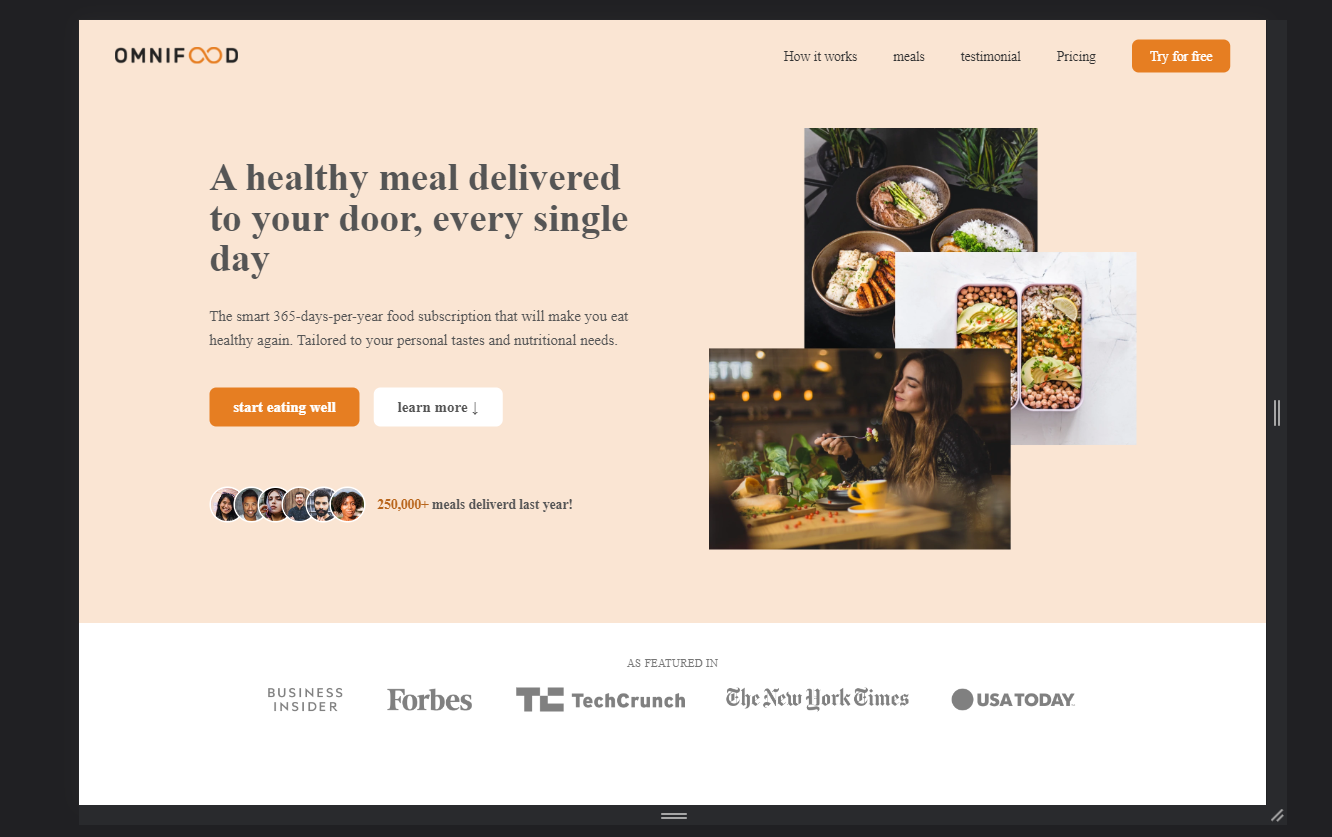 OMNIFOOD
How it works meals testimonial Pricing Try for free
A healthy meal delivered
to your door, every single
day
The smart 365-days-per-year food subscription that will make you eat
healthy again. Tailored to your personal tastes and nutritional needs.
start eating well learn more ↓
250,000+ meals deliverd last year!
AS FEATURED IN
BUSINESS
INSIDER
Forbes
TC TechCrunch
The New York Times
USA TODAY